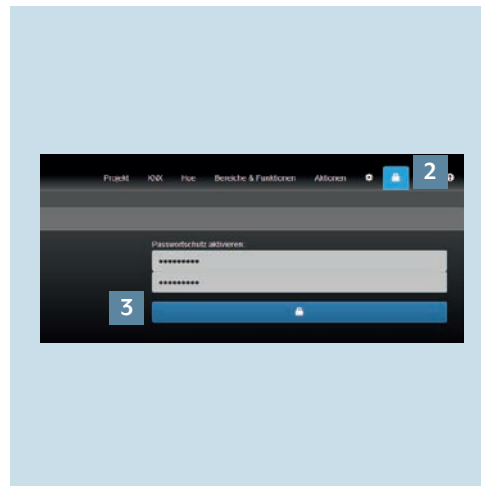 Projekt KNX Hue Bereiche & Funktionen Aktionen 2
Passwortschutz aktivieren:
•••••••••
•••••••••
3